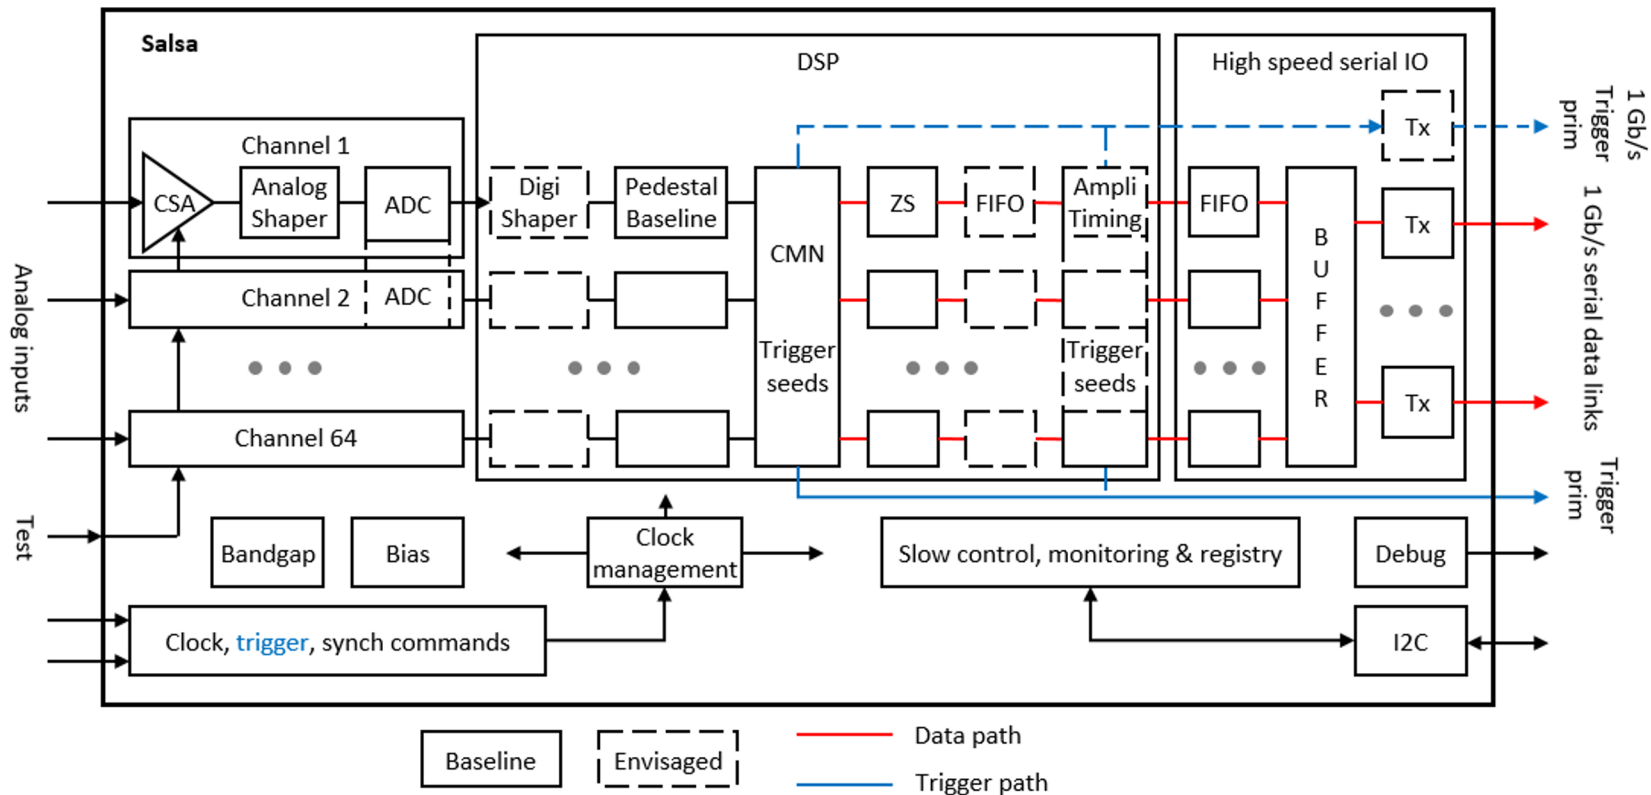 Salsa
DSP
High speed serial IO
1 Gb/s
Trigger
prim
Tx
Channel 1
CSA
Analog
Shaper
ADC
Digi
Shaper
Pedestal
Baseline
CMN
Trigger
seeds
ZS
FIFO
Ampli
Timing
FIFO
BUFFER
Tx
1 Gb/s serial data links
Analog inputs
Channel 2
ADC
Trigger
seeds
Tx
Channel 64
Trigger
prim
Test
Bandgap
Bias
Clock
management
Slow control, monitoring & registry
Debug
Clock, trigger, synch commands
I2C
Baseline
Envisaged
Data path
Trigger path